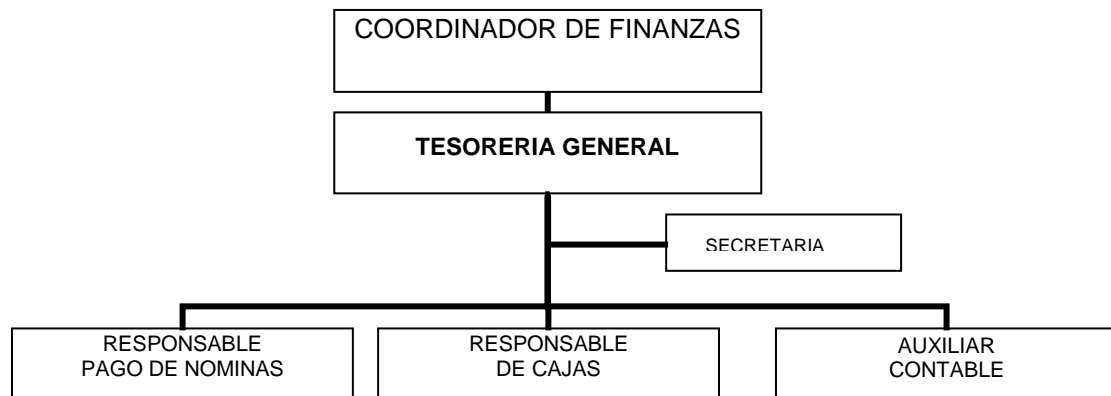 COORDINADOR DE FINANZAS
TESORERIA GENERAL
SECRETARIA
RESPONSABLE
PAGO DE NOMINAS
RESPONSABLE
DE CAJAS
AUXILIAR
CONTABLE